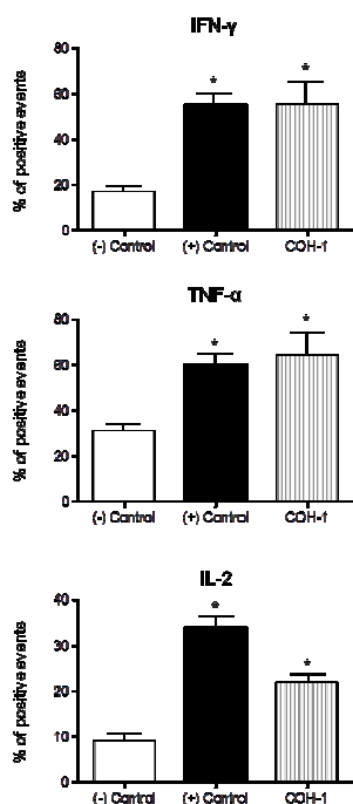 IFN-γ
% of positive events
80
60
40
20
0
(-) Control
(+) Control
COH-1
*
*
TNF-α
% of positive events
80
60
40
20
0
(-) Control
(+) Control
COH-1
*
*
IL-2
% of positive events
40
30
20
10
0
(-) Control
(+) Control
COH-1
*
*